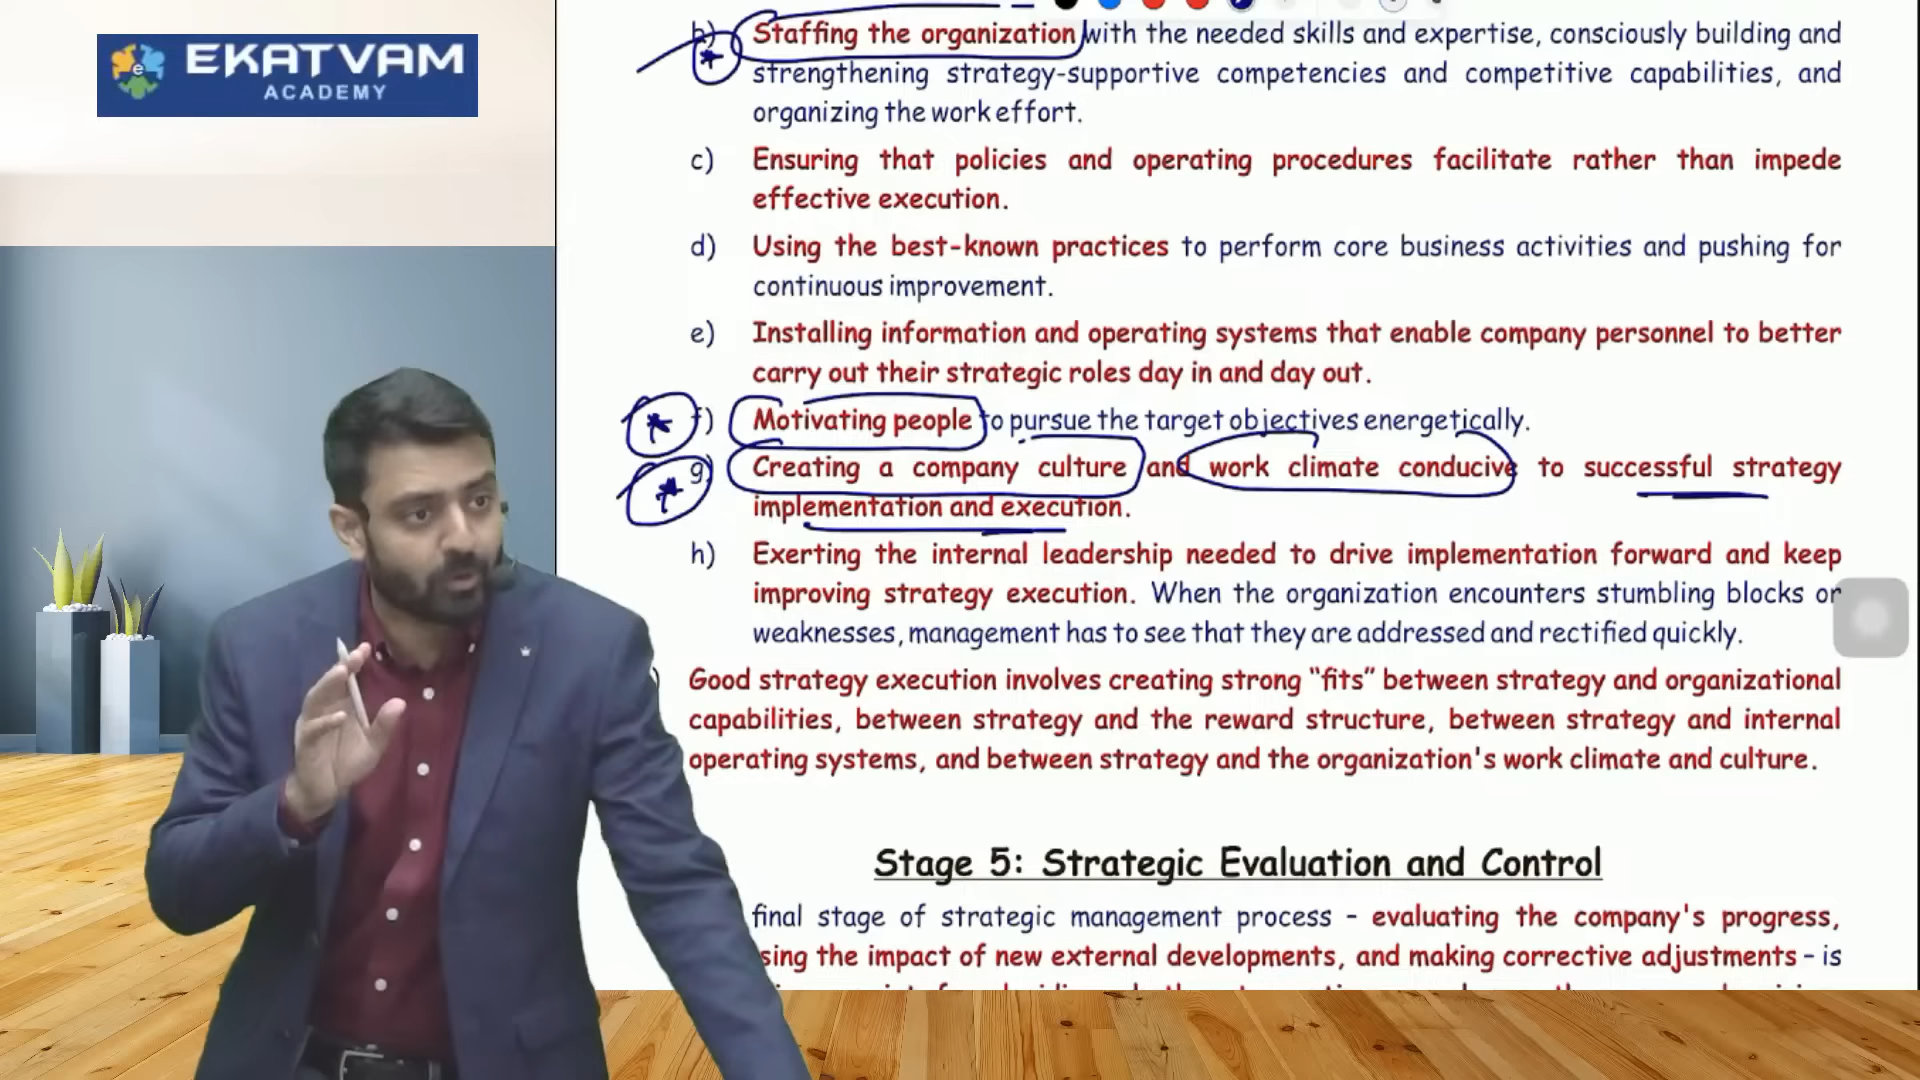 EKATVAM
ACADEMY
b) Staffing the organization with the needed skills and expertise, consciously building and
strengthening strategy-supportive competencies and competitive capabilities, and
organizing the work effort.
c) Ensuring that policies and operating procedures facilitate rather than impede
effective execution.
d) Using the best-known practices to perform core business activities and pushing for
continuous improvement.
e) Installing information and operating systems that enable company personnel to better
carry out their strategic roles day in and day out.
f) Motivating people to pursue the target objectives energetically.
g) Creating a company culture and work climate conducive to successful strategy
implementation and execution.
h) Exerting the internal leadership needed to drive implementation forward and keep
improving strategy execution. When the organization encounters stumbling blocks or
weaknesses, management has to see that they are addressed and rectified quickly.
Good strategy execution involves creating strong “fits” between strategy and organizational
capabilities, between strategy and the reward structure, between strategy and internal
operating systems, and between strategy and the organization's work climate and culture.
Stage 5: Strategic Evaluation and Control
final stage of strategic management process – evaluating the company's progress,
the impact of new external developments, and making corrective adjustments – is